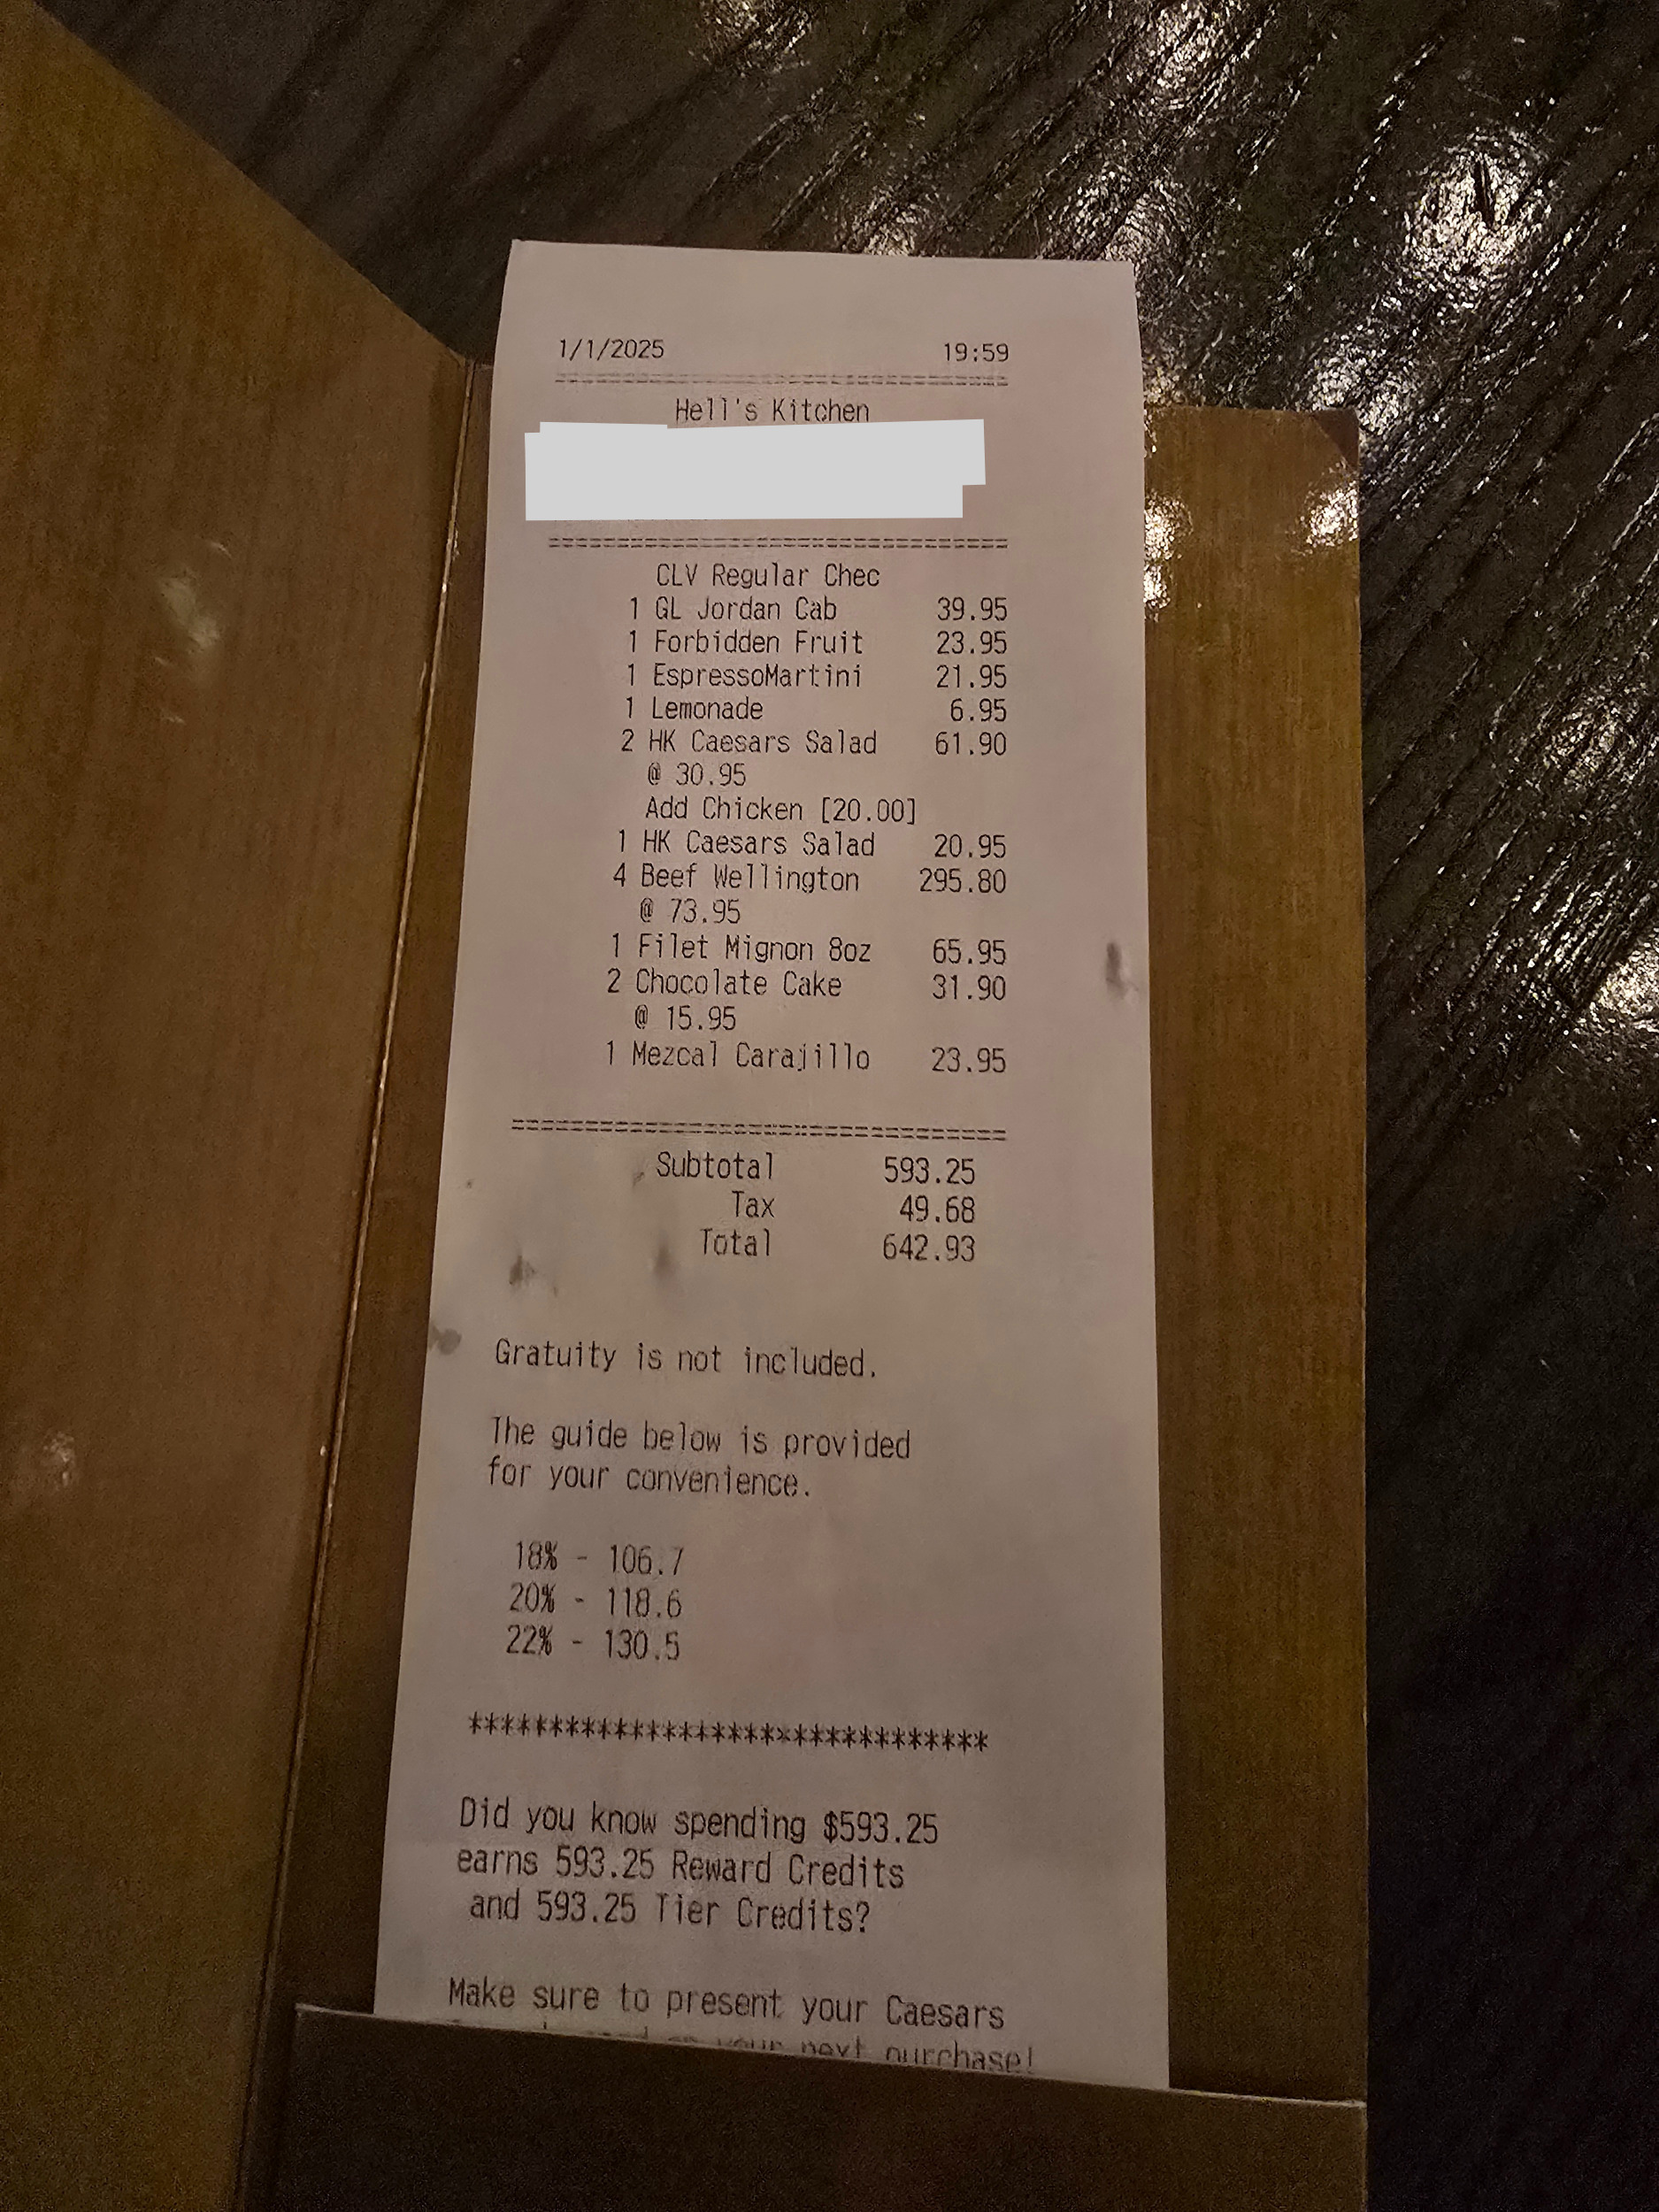 1/1/2025 19:59
================================
Hell's Kitchen
================================
CLV Regular Chec
1 GL Jordan Cab 39.95
1 Forbidden Fruit 23.95
1 EspressoMartini 21.95
1 Lemonade 6.95
2 HK Caesars Salad 61.90
@ 30.95
Add Chicken [20.00]
1 HK Caesars Salad 20.95
4 Beef Wellington 295.80
@ 73.95
1 Filet Mignon 8oz 65.95
2 Chocolate Cake 31.90
@ 15.95
1 Mezcal Carajillo 23.95
================================
Subtotal 593.25
Tax 49.68
Total 642.93
Gratuity is not included.
The guide below is provided
for your convenience.
18% - 106.7
20% - 118.6
22% - 130.5
********************************
Did you know spending $593.25
earns 593.25 Reward Credits
and 593.25 Tier Credits?
Make sure to present your Caesars
your next purchase!